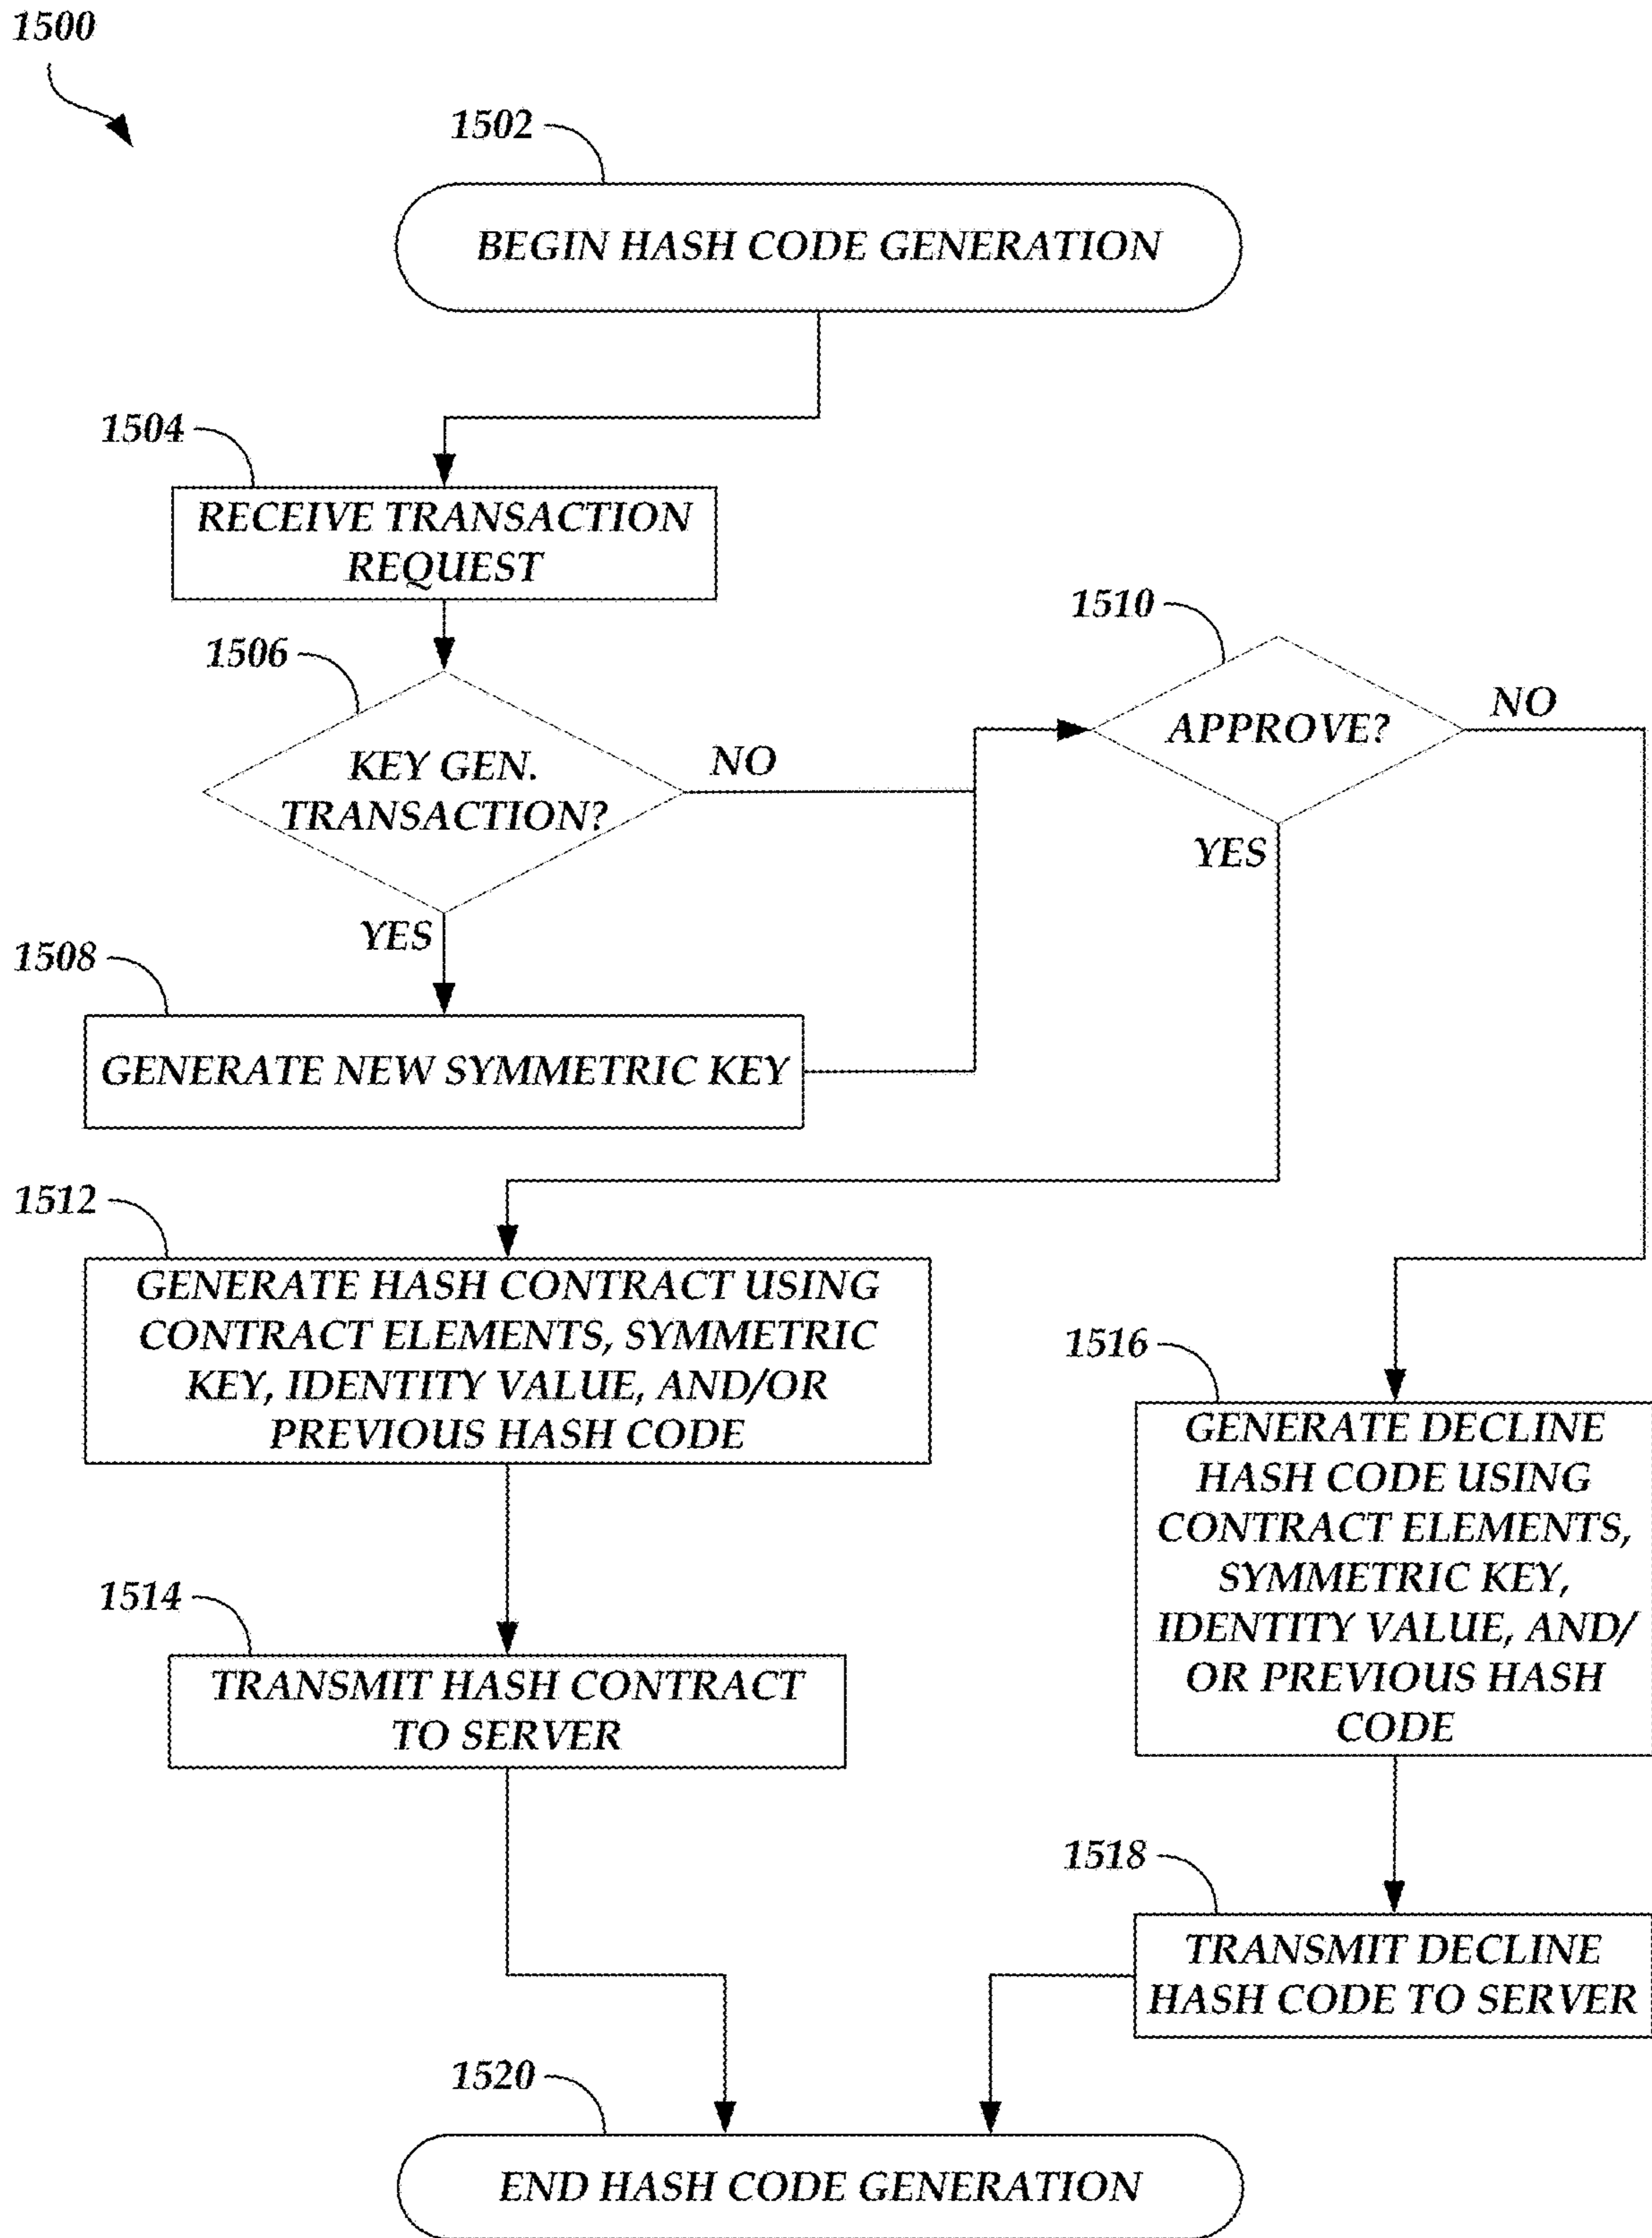 1500
1502
BEGIN HASH CODE GENERATION
1504
RECEIVE TRANSACTION
REQUEST
1506
KEY GEN.
TRANSACTION?
NO
YES
1508
GENERATE NEW SYMMETRIC KEY
1510
APPROVE?
NO
YES
1512
GENERATE HASH CONTRACT USING
CONTRACT ELEMENTS, SYMMETRIC
KEY, IDENTITY VALUE, AND/OR
PREVIOUS HASH CODE
1514
TRANSMIT HASH CONTRACT
TO SERVER
1516
GENERATE DECLINE
HASH CODE USING
CONTRACT ELEMENTS,
SYMMETRIC KEY,
IDENTITY VALUE, AND/
OR PREVIOUS HASH
CODE
1518
TRANSMIT DECLINE
HASH CODE TO SERVER
1520
END HASH CODE GENERATION